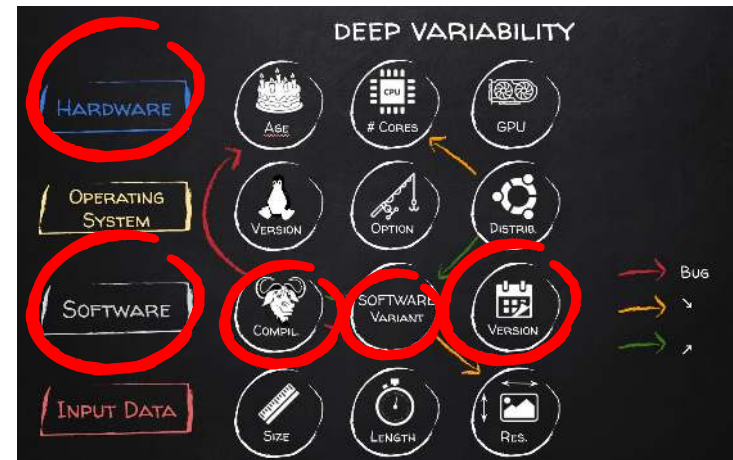 DEEP VARIABILITY
HARDWARE
AGE
CPU
# CORES
GPU
OPERATING
SYSTEM
VERSION
OPTION
DISTRIB.
SOFTWARE
COMPIL.
SOFTWARE
VARIANT
VERSION
BUG
INPUT DATA
SIZE
LENGTH
RES.